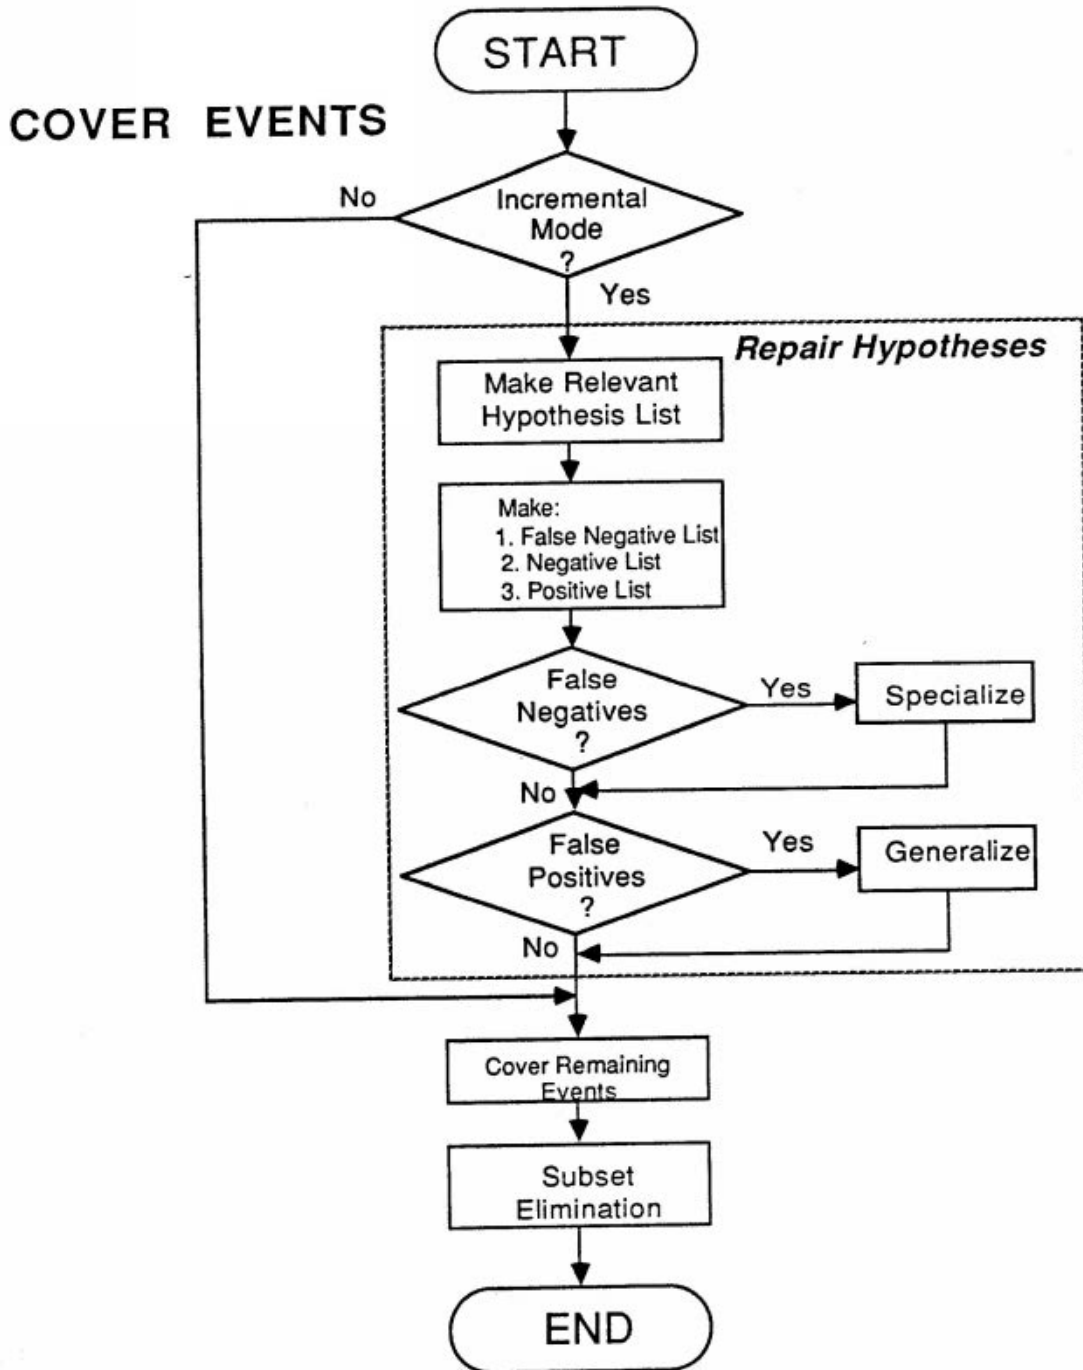 START
COVER EVENTS
No
Incremental
Mode
?
Yes
Repair Hypotheses
Make Relevant
Hypothesis List
Make:
1. False Negative List
2. Negative List
3. Positive List
False
Negatives
?
Yes
Specialize
No
False
Positives
?
Yes
Generalize
No
Cover Remaining
Events
Subset
Elimination
END